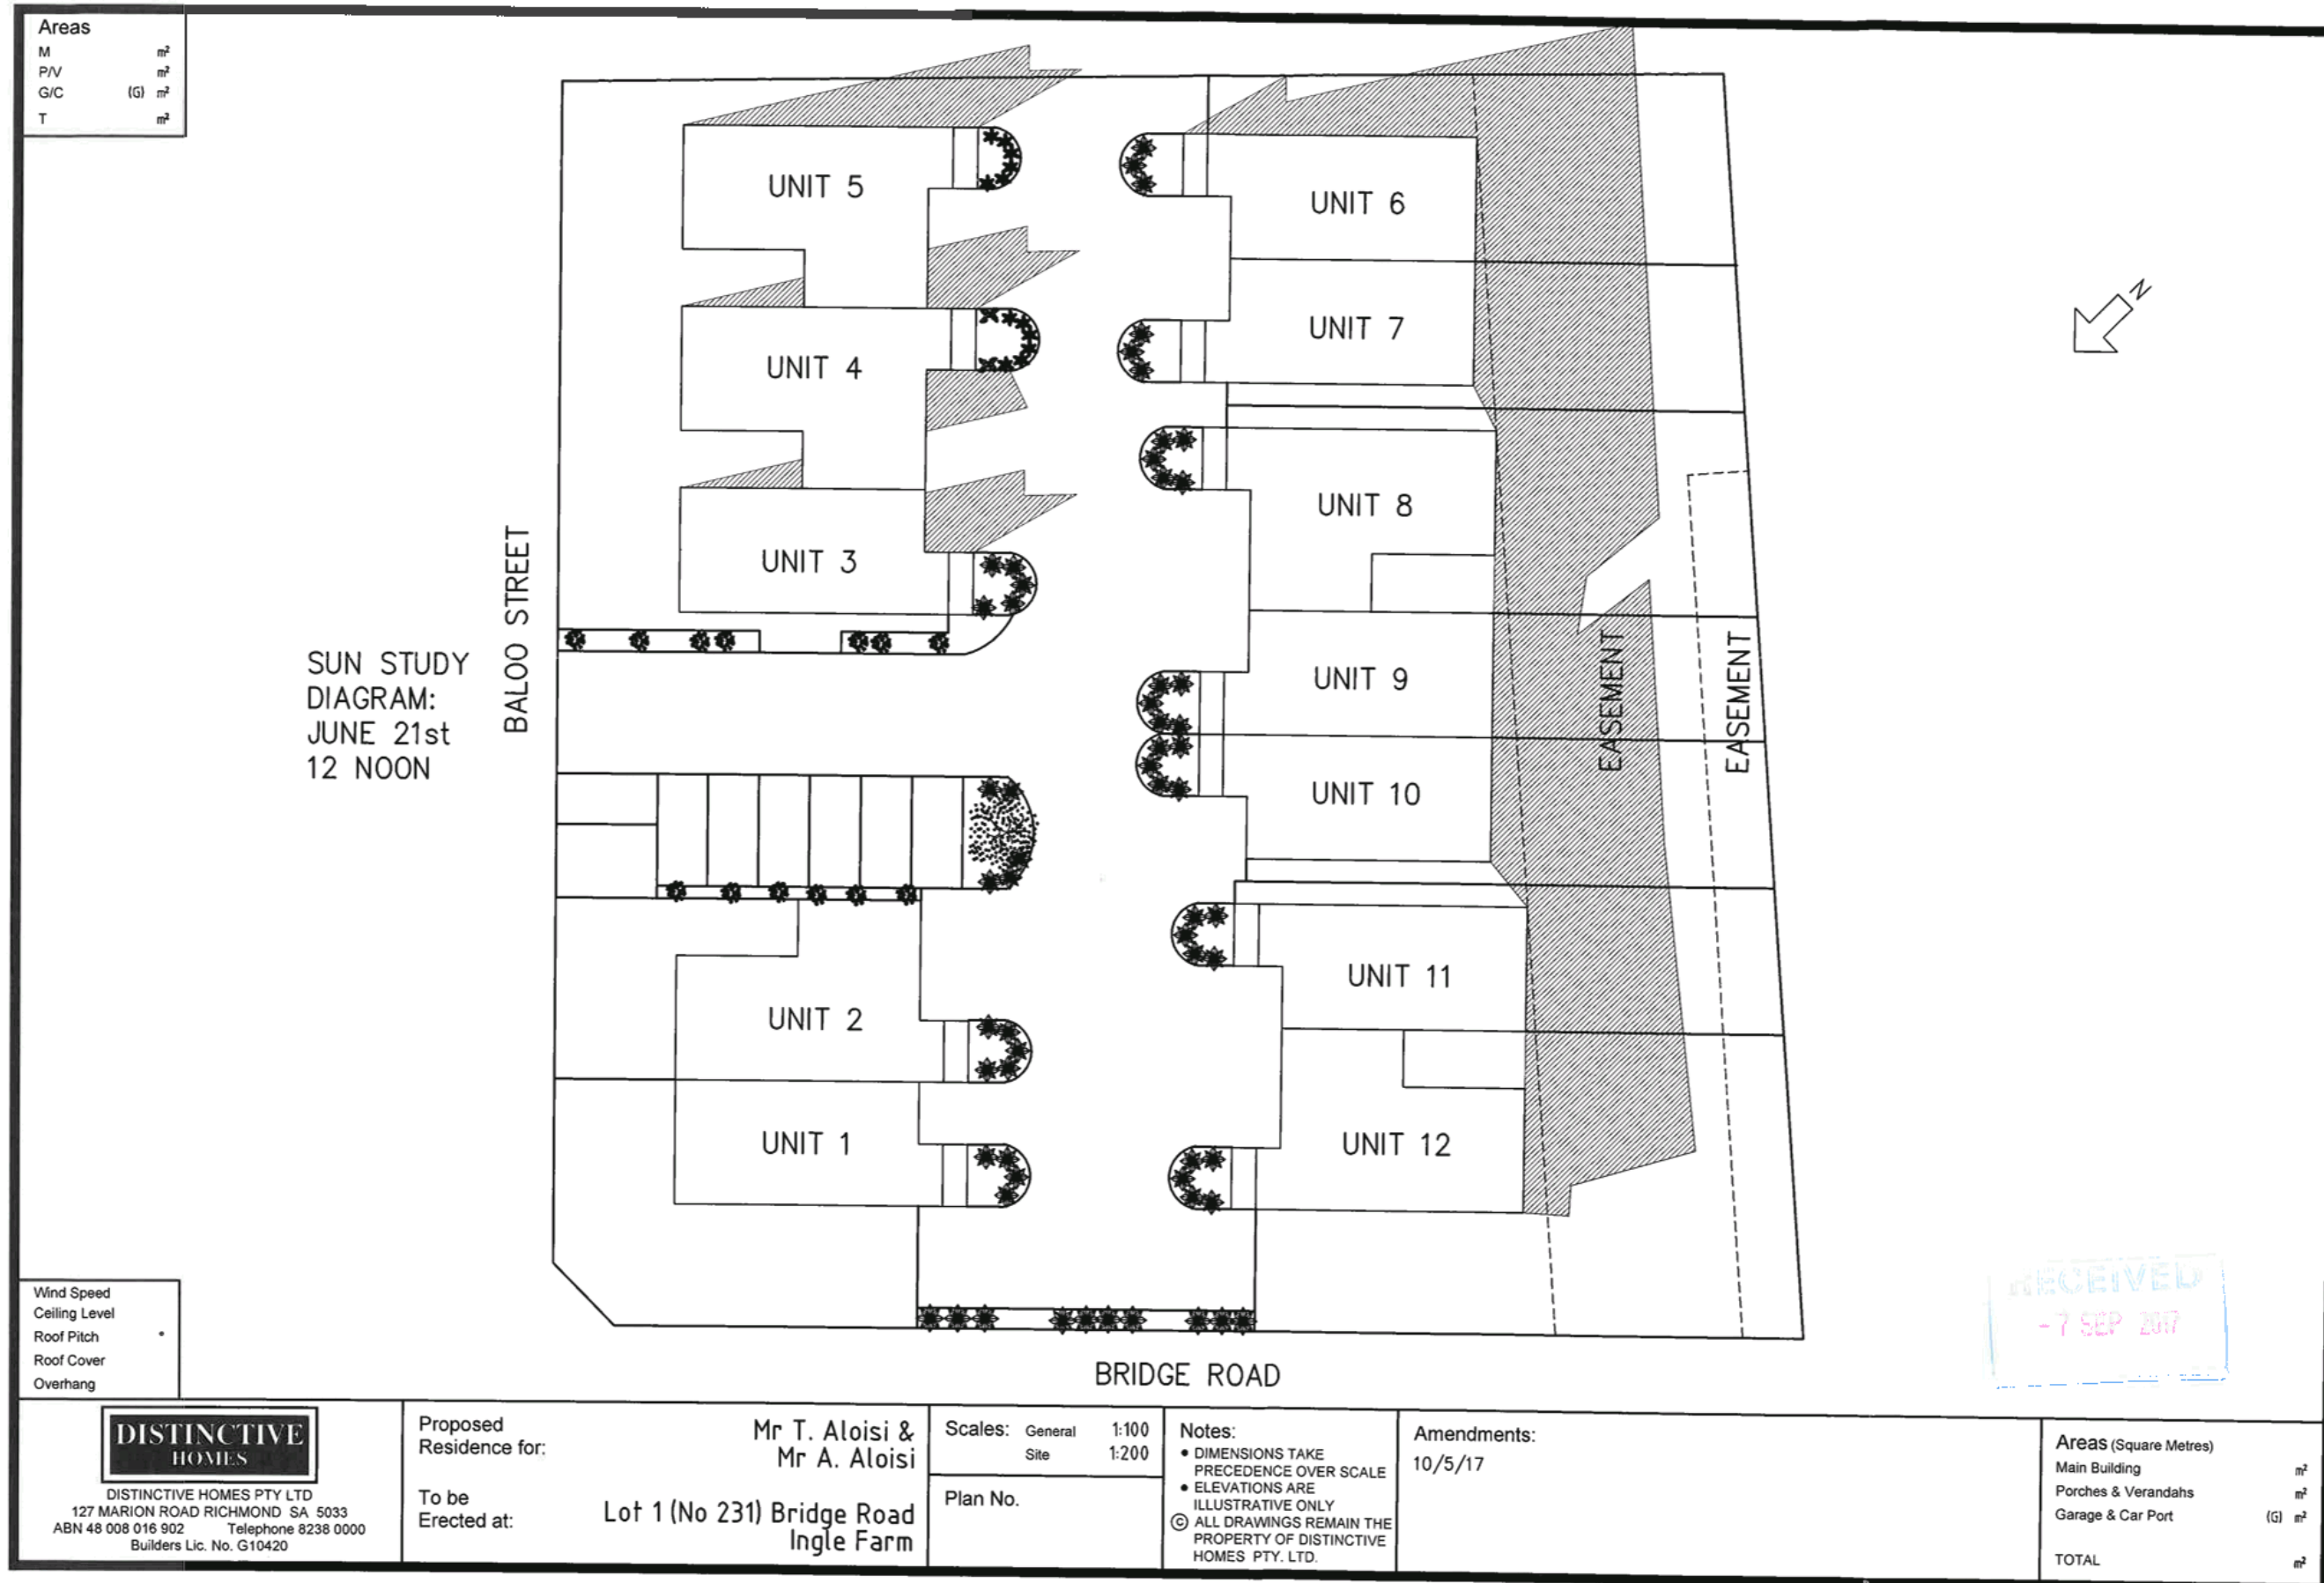 Areas
M m²
P/V m²
G/C (G) m²
T m²
UNIT 5
UNIT 6
UNIT 4
UNIT 7
UNIT 3
UNIT 8
UNIT 9
UNIT 10
UNIT 2
UNIT 11
UNIT 1
UNIT 12
N
BALOO STREET
SUN STUDY
DIAGRAM:
JUNE 21st
12 NOON
EASEMENT
EASEMENT
BRIDGE ROAD
RECEIVED
- 7 SEP 2017
Wind Speed
Ceiling Level
Roof Pitch °
Roof Cover
Overhang
DISTINCTIVE
HOMES
DISTINCTIVE HOMES PTY LTD
127 MARION ROAD RICHMOND SA 5033
ABN 48 008 016 902 Telephone 8238 0000
Builders Lic. No. G10420
Proposed
Residence for:
Mr T. Aloisi &
Mr A. Aloisi
To be
Erected at:
Lot 1 (No 231) Bridge Road
Ingle Farm
Scales: General 1:100
Site 1:200
Plan No.
Notes:
• DIMENSIONS TAKE
PRECEDENCE OVER SCALE
• ELEVATIONS ARE
ILLUSTRATIVE ONLY
© ALL DRAWINGS REMAIN THE
PROPERTY OF DISTINCTIVE
HOMES PTY. LTD.
Amendments:
10/5/17
Areas (Square Metres)
Main Building m²
Porches & Verandahs m²
Garage & Car Port (G) m²
TOTAL m²